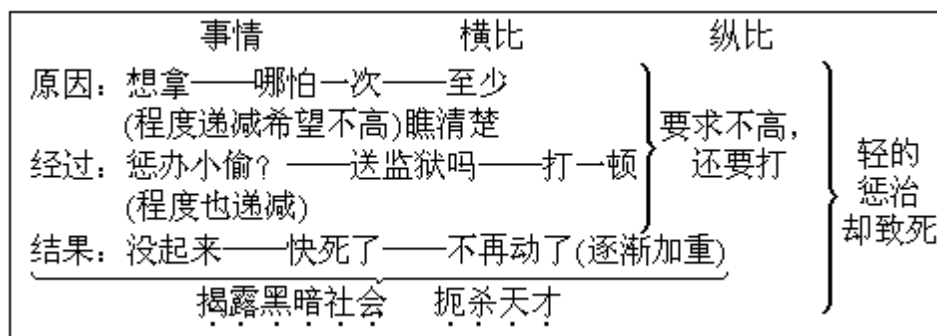 事情 横比 纵比
原因：想拿——哪怕一次——至少
(程度递减希望不高)瞧清楚
经过：惩办小偷？——送监狱吗——打一顿
(程度也递减)
结果：没起来——快死了——不再动了(逐渐加重)
要求不高，
还要打
轻的
惩治
却致死
揭露黑暗社会 扼杀天才